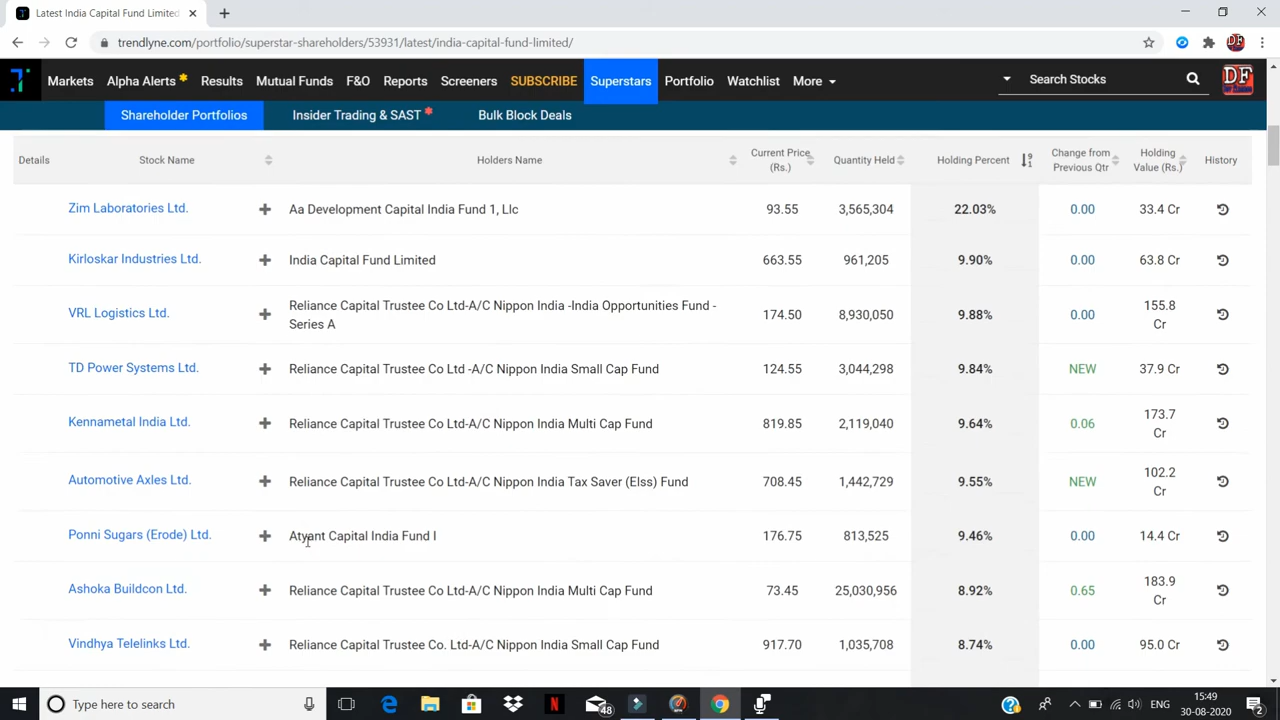 Latest India Capital Fund Limited
trendlyne.com/portfolio/superstar-shareholders/53931/latest/india-capital-fund-limited/
Markets Alpha Alerts Results Mutual Funds F&O Reports Screeners SUBSCRIBE Superstars Portfolio Watchlist More Search Stocks DF
Shareholder Portfolios Insider Trading & SAST Bulk Block Deals
Details Stock Name Holders Name Current Price (Rs.) Quantity Held Holding Percent Change from Previous Qtr Holding Value (Rs.) History
Zim Laboratories Ltd. Aa Development Capital India Fund 1, Llc 93.55 3,565,304 22.03% 0.00 33.4 Cr
Kirloskar Industries Ltd. India Capital Fund Limited 663.55 961,205 9.90% 0.00 63.8 Cr
VRL Logistics Ltd. Reliance Capital Trustee Co Ltd-A/C Nippon India -India Opportunities Fund - Series A 174.50 8,930,050 9.88% 0.00 155.8 Cr
TD Power Systems Ltd. Reliance Capital Trustee Co Ltd -A/C Nippon India Small Cap Fund 124.55 3,044,298 9.84% NEW 37.9 Cr
Kennametal India Ltd. Reliance Capital Trustee Co Ltd-A/C Nippon India Multi Cap Fund 819.85 2,119,040 9.64% 0.06 173.7 Cr
Automotive Axles Ltd. Reliance Capital Trustee Co Ltd-A/C Nippon India Tax Saver (Elss) Fund 708.45 1,442,729 9.55% NEW 102.2 Cr
Ponni Sugars (Erode) Ltd. Atyant Capital India Fund I 176.75 813,525 9.46% 0.00 14.4 Cr
Ashoka Buildcon Ltd. Reliance Capital Trustee Co Ltd-A/C Nippon India Multi Cap Fund 73.45 25,030,956 8.92% 0.65 183.9 Cr
Vindhya Telelinks Ltd. Reliance Capital Trustee Co. Ltd-A/C Nippon India Small Cap Fund 917.70 1,035,708 8.74% 0.00 95.0 Cr
Type here to search 48 ENG 15:49
30-08-2020 2